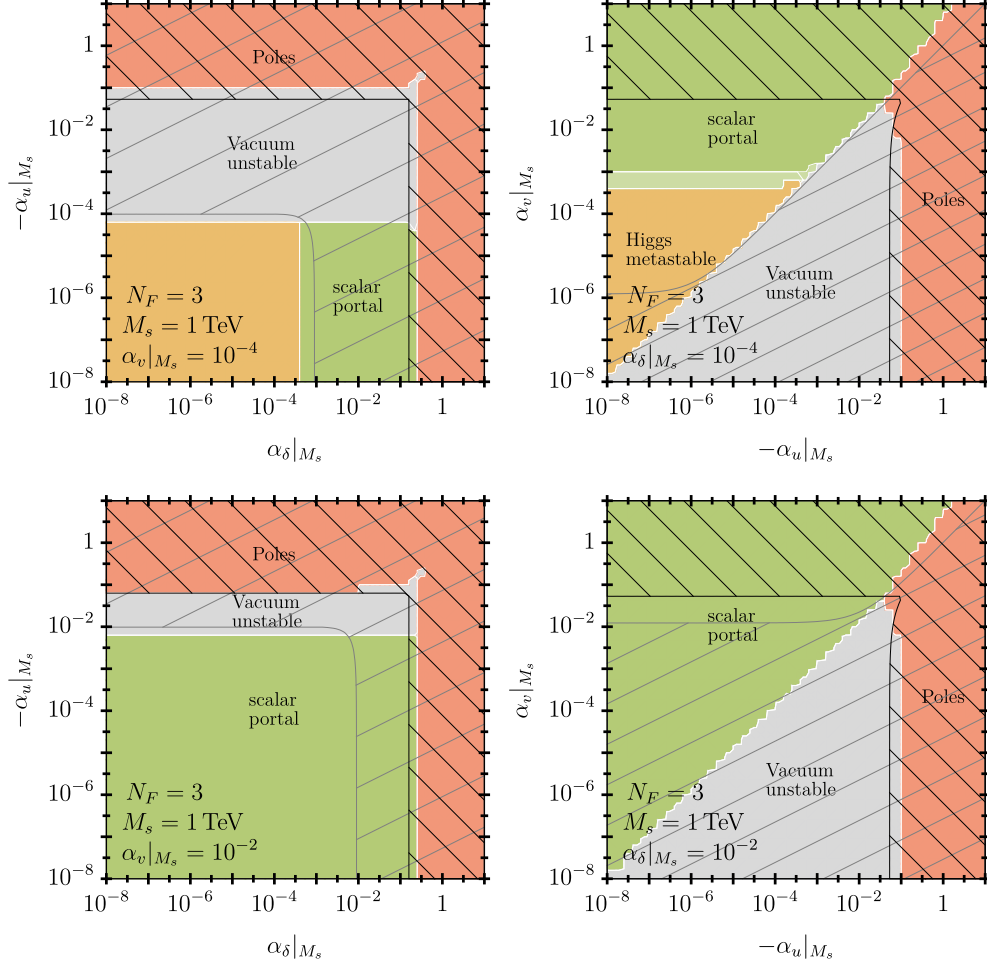 1
10⁻²
10⁻⁴
10⁻⁶
10⁻⁸
−α_u|_{M_s}
Poles
Vacuum
unstable
scalar
portal
N_F = 3
M_s = 1 TeV
α_v|_{M_s} = 10⁻⁴
10⁻⁸ 10⁻⁶ 10⁻⁴ 10⁻² 1
α_δ|_{M_s}
1
10⁻²
10⁻⁴
10⁻⁶
10⁻⁸
α_v|_{M_s}
scalar
portal
Poles
Higgs
metastable
Vacuum
unstable
N_F = 3
M_s = 1 TeV
α_δ|_{M_s} = 10⁻⁴
10⁻⁸ 10⁻⁶ 10⁻⁴ 10⁻² 1
−α_u|_{M_s}
1
10⁻²
10⁻⁴
10⁻⁶
10⁻⁸
−α_u|_{M_s}
Poles
Vacuum
unstable
scalar
portal
N_F = 3
M_s = 1 TeV
α_v|_{M_s} = 10⁻²
10⁻⁸ 10⁻⁶ 10⁻⁴ 10⁻² 1
α_δ|_{M_s}
1
10⁻²
10⁻⁴
10⁻⁶
10⁻⁸
α_v|_{M_s}
scalar
portal
Poles
Vacuum
unstable
N_F = 3
M_s = 1 TeV
α_δ|_{M_s} = 10⁻²
10⁻⁸ 10⁻⁶ 10⁻⁴ 10⁻² 1
−α_u|_{M_s}